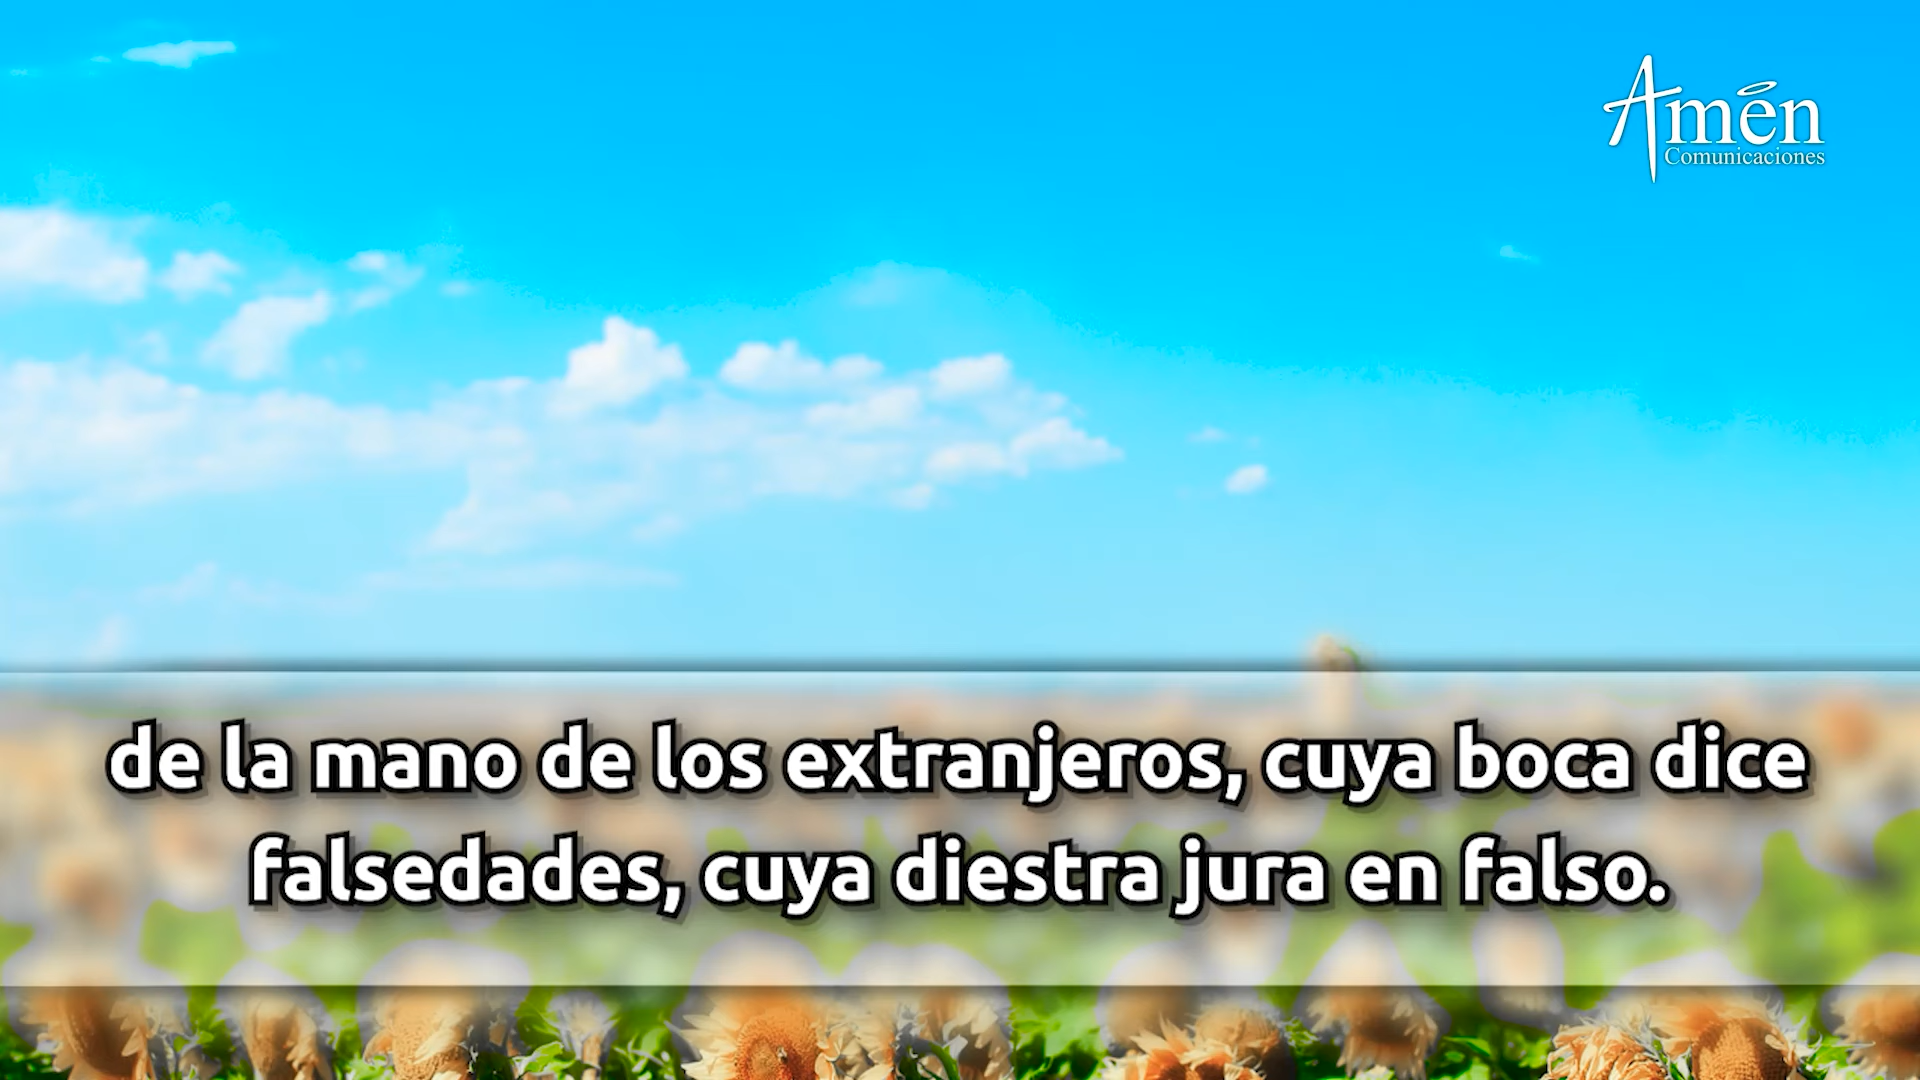 Amén
Comunicaciones
de la mano de los extranjeros, cuya boca dice
falsedades, cuya diestra jura en falso.